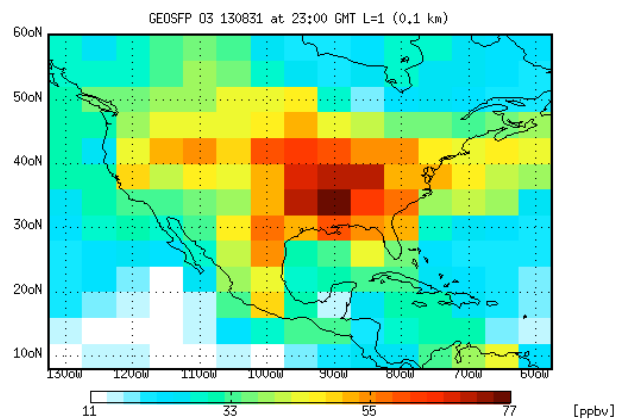 GEOSFP O3 130831 at 23:00 GMT L=1 (0.1 km)
60oN
50oN
40oN
30oN
20oN
10oN
130oW 120oW 110oW 100oW 90oW 80oW 70oW 60oW
11 33 55 77 [ppbv]